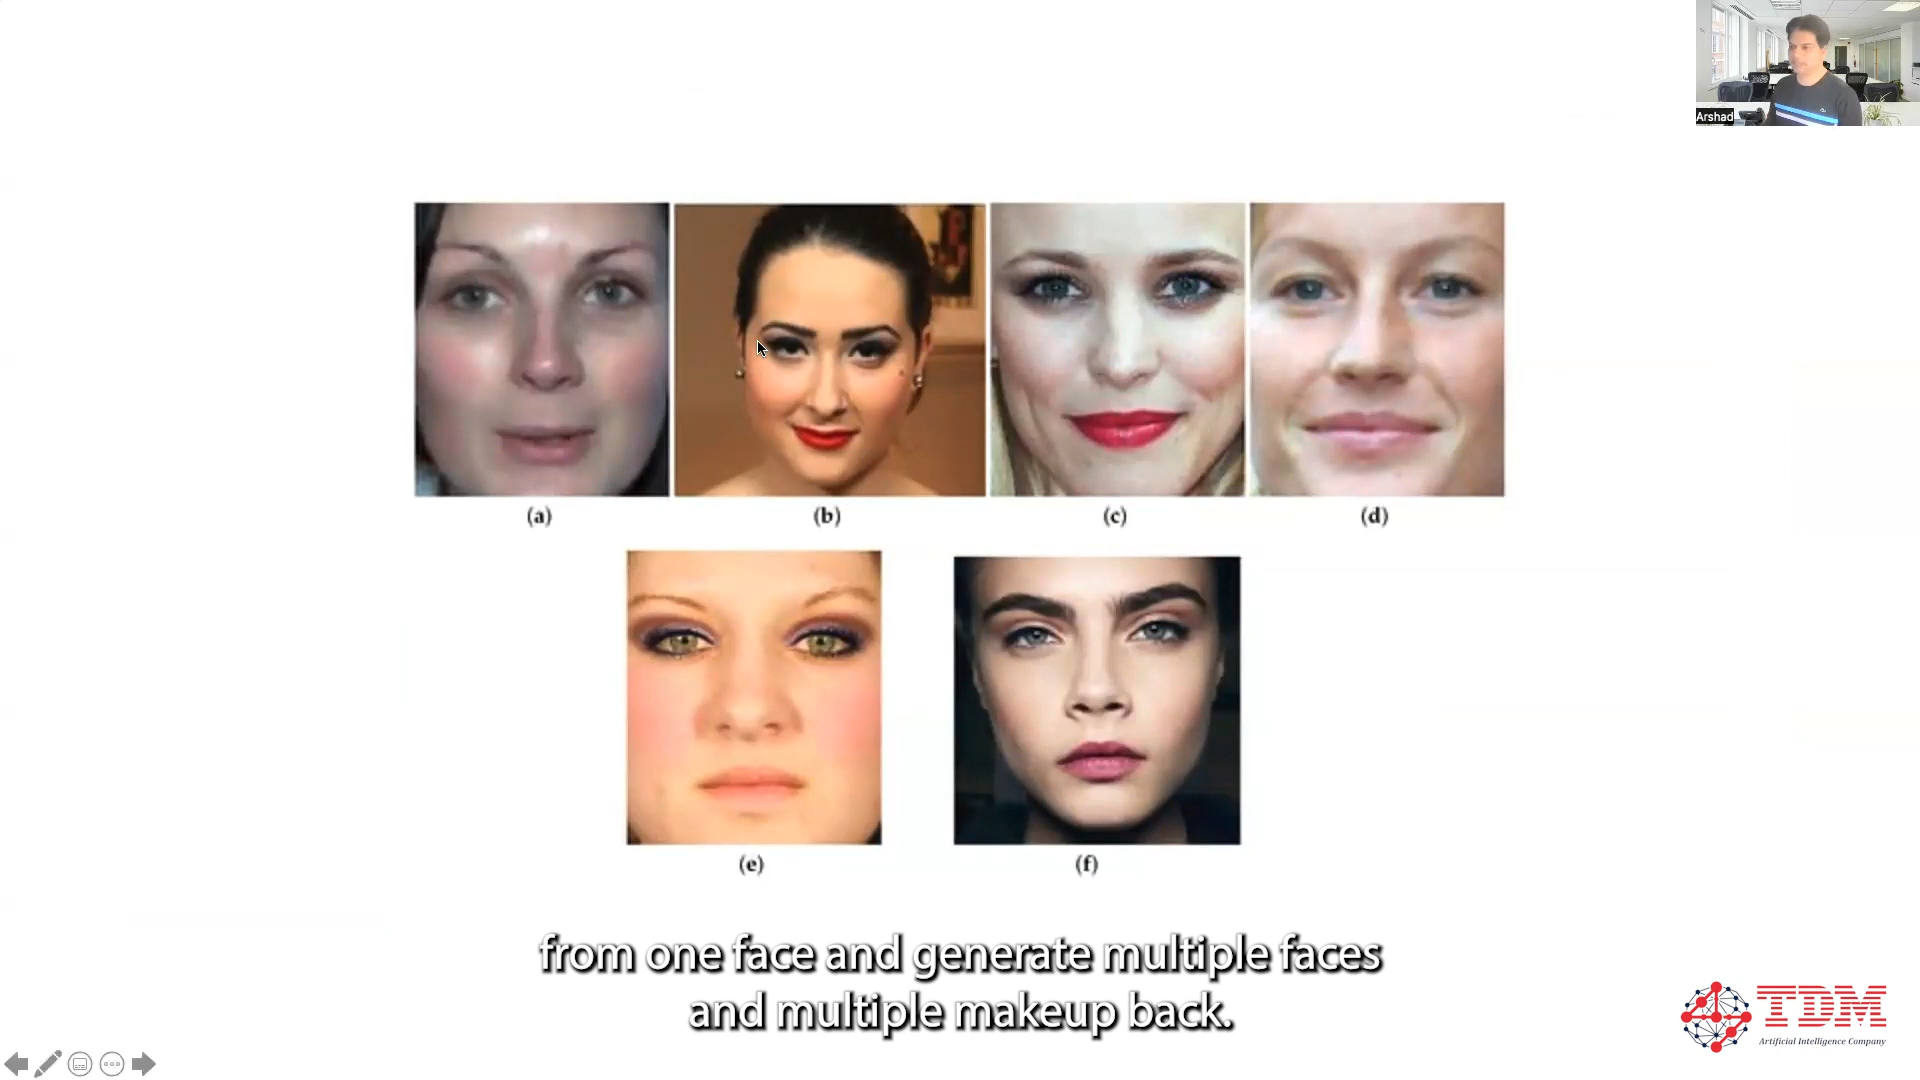 Arshad
(a)
(b)
(c)
(d)
(e)
(f)
from one face and generate multiple faces
and multiple makeup back.
TDM
Artificial Intelligence Company